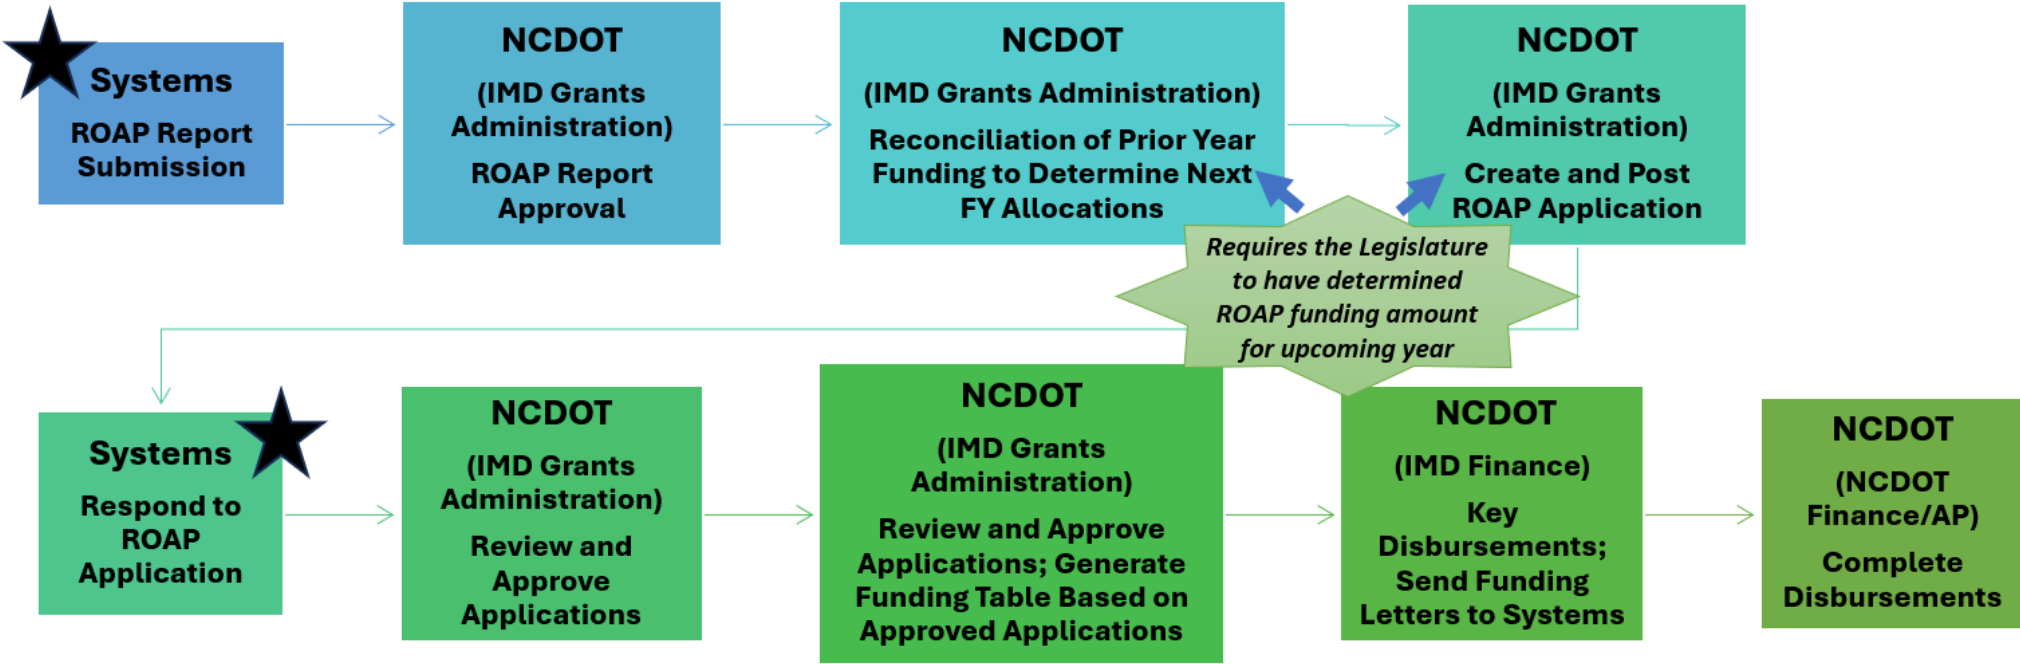 Systems
ROAP Report
Submission
NCDOT
(IMD Grants
Administration)
ROAP Report
Approval
NCDOT
(IMD Grants Administration)
Reconciliation of Prior Year
Funding to Determine Next
FY Allocations
NCDOT
(IMD Grants
Administration)
Create and Post
ROAP Application
Requires the Legislature
to have determined
ROAP funding amount
for upcoming year
Systems
Respond to
ROAP
Application
NCDOT
(IMD Grants
Administration)
Review and
Approve
Applications
NCDOT
(IMD Grants
Administration)
Review and Approve
Applications; Generate
Funding Table Based on
Approved Applications
NCDOT
(IMD Finance)
Key
Disbursements;
Send Funding
Letters to Systems
NCDOT
(NCDOT
Finance/AP)
Complete
Disbursements